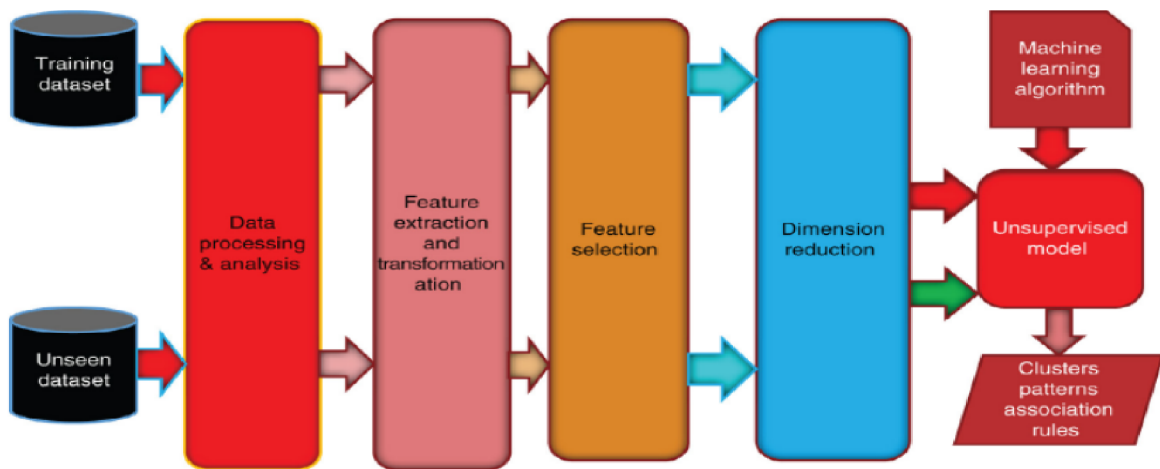 Training
dataset
Unseen
dataset
Data
processing
& analysis
Feature
extraction
and
transformation
ation
Feature
selection
Dimension
reduction
Machine
learning
algorithm
Unsupervised
model
Clusters
patterns
association
rules